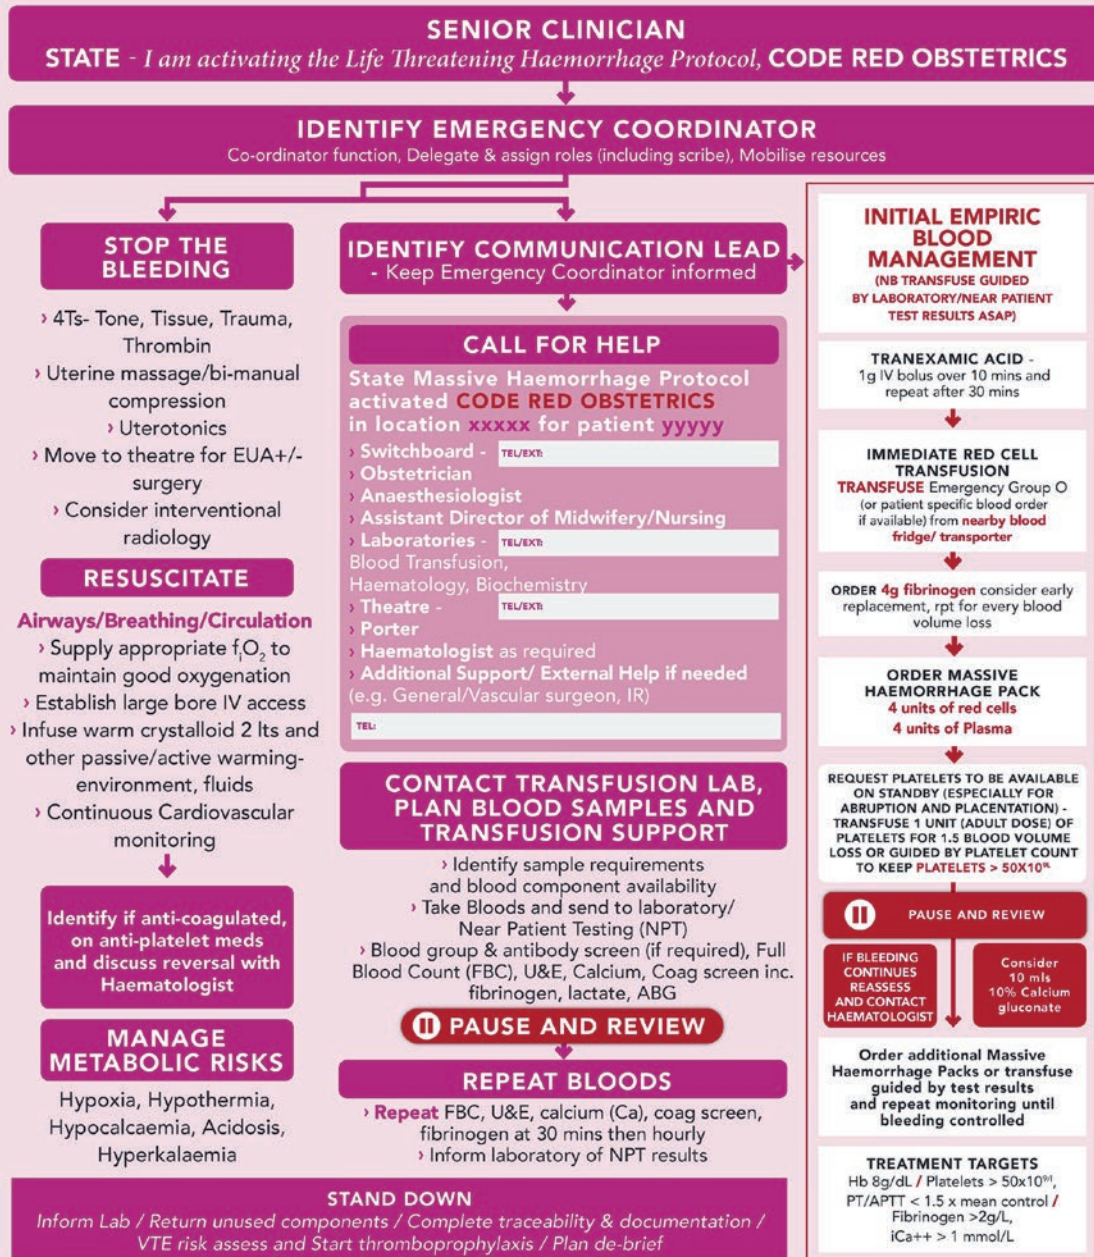 SENIOR CLINICIAN
STATE - I am activating the Life Threatening Haemorrhage Protocol, CODE RED OBSTETRICS
IDENTIFY EMERGENCY COORDINATOR
Co-ordinator function, Delegate & assign roles (including scribe), Mobilise resources
STOP THE
BLEEDING
› 4Ts- Tone, Tissue, Trauma,
Thrombin
› Uterine massage/bi-manual
compression
› Uterotonics
› Move to theatre for EUA+/-
surgery
› Consider interventional
radiology
RESUSCITATE
Airways/Breathing/Circulation
› Supply appropriate fiO2 to
maintain good oxygenation
› Establish large bore IV access
› Infuse warm crystalloid 2 lts and
other passive/active warming-
environment, fluids
› Continuous Cardiovascular
monitoring
Identify if anti-coagulated,
on anti-platelet meds
and discuss reversal with
Haematologist
MANAGE
METABOLIC RISKS
Hypoxia, Hypothermia,
Hypocalcaemia, Acidosis,
Hyperkalaemia
IDENTIFY COMMUNICATION LEAD
- Keep Emergency Coordinator informed
CALL FOR HELP
State Massive Haemorrhage Protocol
activated CODE RED OBSTETRICS
in location xxxxx for patient yyyyy
› Switchboard - TEL/EXT:
› Obstetrician
› Anaesthesiologist
› Assistant Director of Midwifery/Nursing
› Laboratories - TEL/EXT:
Blood Transfusion,
Haematology, Biochemistry
› Theatre - TEL/EXT:
› Porter
› Haematologist as required
› Additional Support/ External Help if needed
(e.g. General/Vascular surgeon, IR)
TEL:
CONTACT TRANSFUSION LAB,
PLAN BLOOD SAMPLES AND
TRANSFUSION SUPPORT
› Identify sample requirements
and blood component availability
› Take Bloods and send to laboratory/
Near Patient Testing (NPT)
› Blood group & antibody screen (if required), Full
Blood Count (FBC), U&E, Calcium, Coag screen inc.
fibrinogen, lactate, ABG
PAUSE AND REVIEW
REPEAT BLOODS
› Repeat FBC, U&E, calcium (Ca), coag screen,
fibrinogen at 30 mins then hourly
› Inform laboratory of NPT results
INITIAL EMPIRIC
BLOOD
MANAGEMENT
(NB TRANSFUSE GUIDED
BY LABORATORY/NEAR PATIENT
TEST RESULTS ASAP)
TRANEXAMIC ACID -
1g IV bolus over 10 mins and
repeat after 30 mins
IMMEDIATE RED CELL
TRANSFUSION
TRANSFUSE Emergency Group O
(or patient specific blood order
if available) from nearby blood
fridge/ transporter
ORDER 4g fibrinogen consider early
replacement, rpt for every blood
volume loss
ORDER MASSIVE
HAEMORRHAGE PACK
4 units of red cells
4 units of Plasma
REQUEST PLATELETS TO BE AVAILABLE
ON STANDBY (ESPECIALLY FOR
ABRUPTION AND PLACENTATION) -
TRANSFUSE 1 UNIT (ADULT DOSE) OF
PLATELETS FOR 1.5 BLOOD VOLUME
LOSS OR GUIDED BY PLATELET COUNT
TO KEEP PLATELETS > 50X10⁹/L
PAUSE AND REVIEW
IF BLEEDING
CONTINUES
REASSESS
AND CONTACT
HAEMATOLOGIST
Consider
10 mls
10% Calcium
gluconate
Order additional Massive
Haemorrhage Packs or transfuse
guided by test results
and repeat monitoring until
bleeding controlled
TREATMENT TARGETS
Hb 8g/dL / Platelets > 50x10⁹/l,
PT/APTT < 1.5 x mean control /
Fibrinogen >2g/L,
iCa++ > 1 mmol/L
STAND DOWN
Inform Lab / Return unused components / Complete traceability & documentation /
VTE risk assess and Start thromboprophylaxis / Plan de-brief